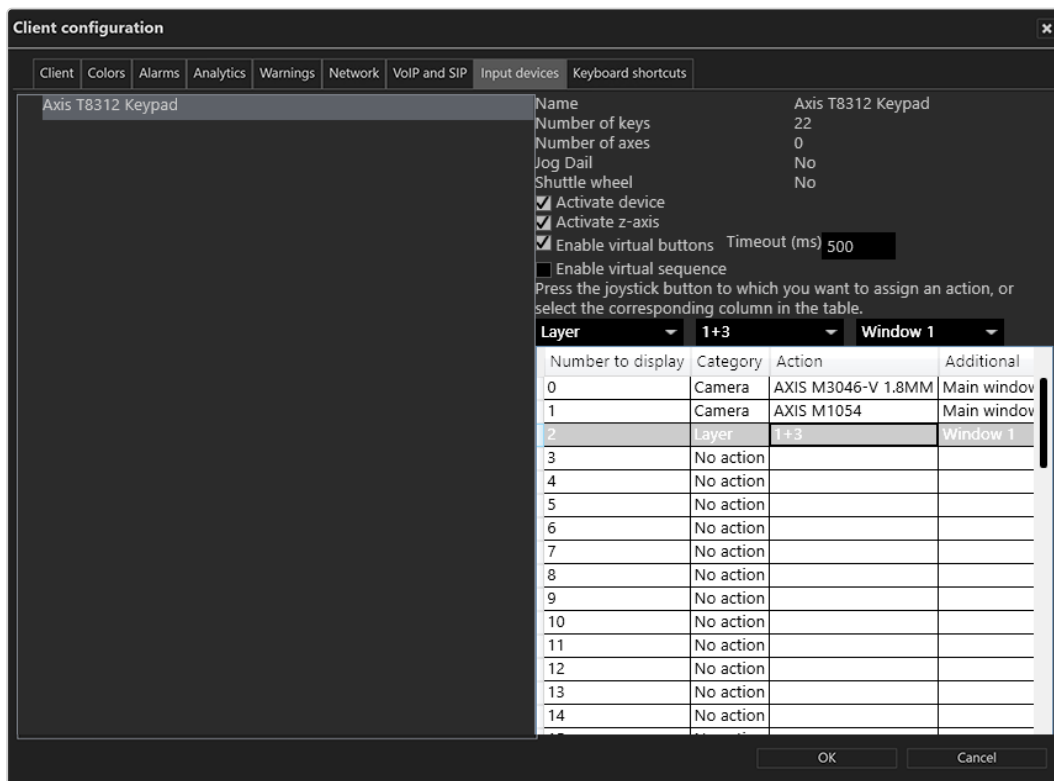 Client configuration
Client Colors Alarms Analytics Warnings Network VoIP and SIP Input devices Keyboard shortcuts
Axis T8312 Keypad
Name Axis T8312 Keypad
Number of keys 22
Number of axes 0
Jog Dail No
Shuttle wheel No
Activate device
Activate z-axis
Enable virtual buttons Timeout (ms) 500
Enable virtual sequence
Press the joystick button to which you want to assign an action, or
select the corresponding column in the table.
Layer 1+3 Window 1
Number to display Category Action Additional
0 Camera AXIS M3046-V 1.8MM Main window
1 Camera AXIS M1054 Main window
2 Layer 1+3 Window 1
3 No action
4 No action
5 No action
6 No action
7 No action
8 No action
9 No action
10 No action
11 No action
12 No action
13 No action
14 No action
OK Cancel